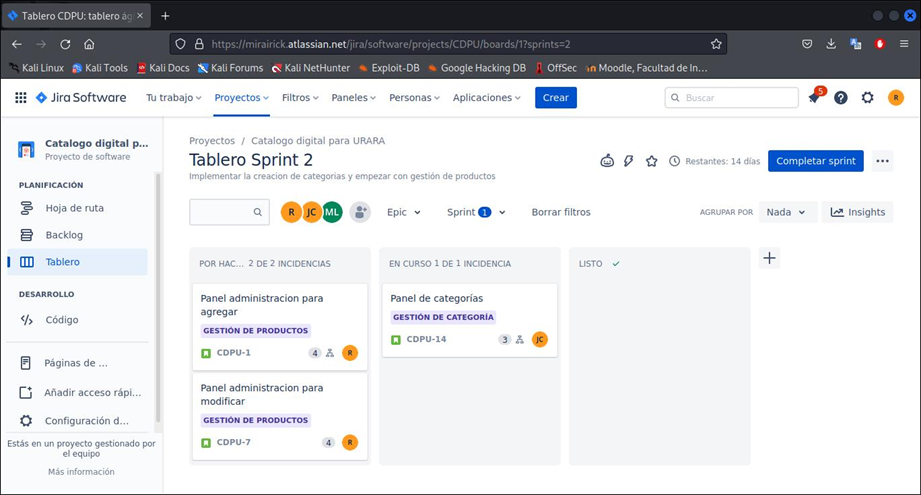 Tablero CDPU: tablero ág
https://mirairick.atlassian.net/jira/software/projects/CDPU/boards/1?sprints=2
Kali Linux Kali Tools Kali Docs Kali Forums Kali NetHunter Exploit-DB Google Hacking DB OffSec Moodle, Facultad de In…
Jira Software Tu trabajo Proyectos Filtros Paneles Personas Aplicaciones Crear Buscar 5 R
Catalogo digital p…
Proyecto de software
PLANIFICACIÓN
Hoja de ruta
Backlog
Tablero
DESARROLLO
Código
Páginas de …
Añadir acceso rápi…
Configuración d…
Estás en un proyecto gestionado por
el equipo
Más información
Proyectos / Catalogo digital para URARA
Tablero Sprint 2
Restantes: 14 días Completar sprint
Implementar la creacion de categorias y empezar con gestión de productos
R JC ML Epic Sprint 1 Borrar filtros AGRUPAR POR Nada Insights
POR HAC… 2 DE 2 INCIDENCIAS
Panel administracion para
agregar
GESTIÓN DE PRODUCTOS
CDPU-1 4 R
Panel administracion para
modificar
GESTIÓN DE PRODUCTOS
CDPU-7 4 R
EN CURSO 1 DE 1 INCIDENCIA
Panel de categorías
GESTIÓN DE CATEGORÍA
CDPU-14 3 JC
LISTO